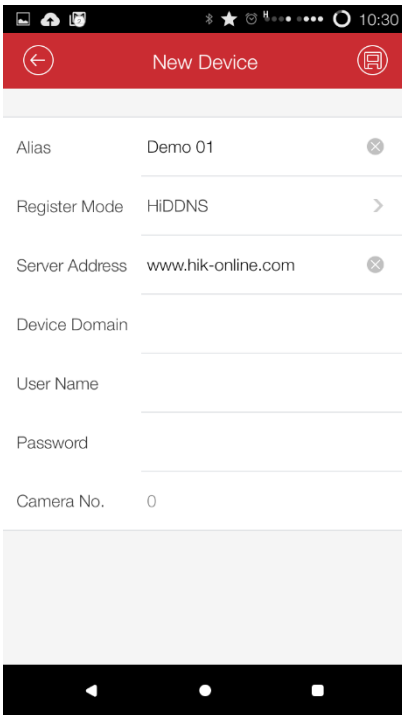 10:30
New Device
Alias Demo 01
Register Mode HiDDNS
Server Address www.hik-online.com
Device Domain
User Name
Password
Camera No. 0